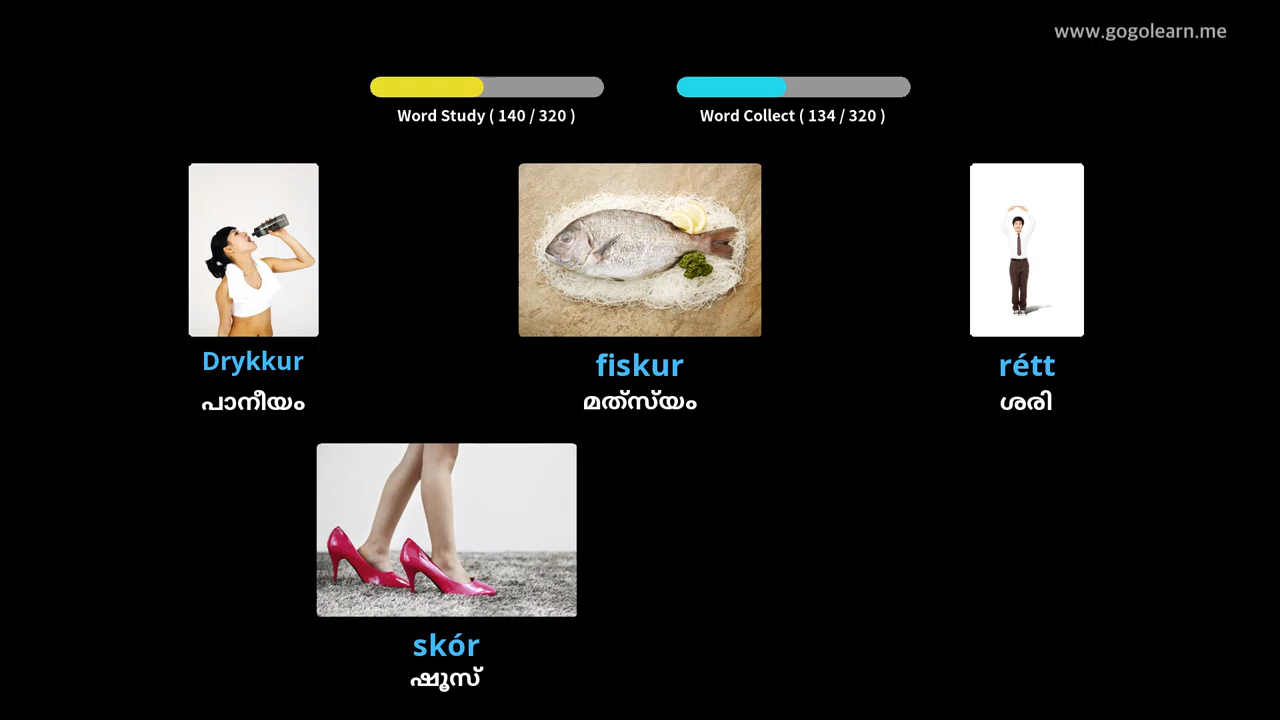 www.gogolearn.me
Word Study ( 140 / 320 )
Word Collect ( 134 / 320 )
Drykkur
പാനീയം
fiskur
മത്സ്യം
rétt
ശരി
skór
ഷൂസ്